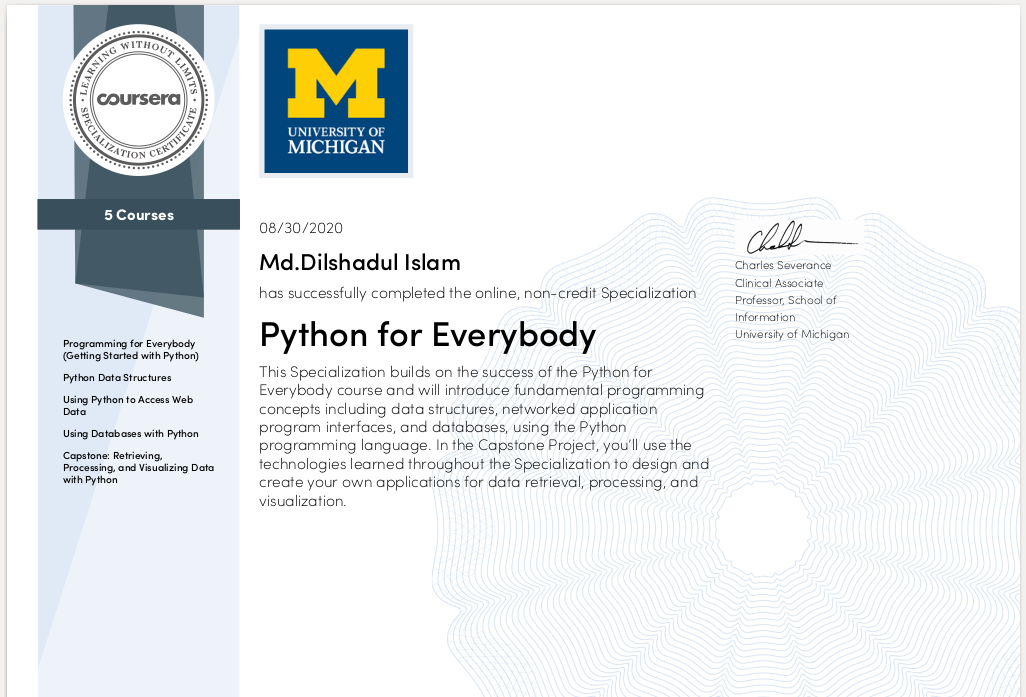 LEARNING WITHOUT LIMITS
coursera
SPECIALIZATION CERTIFICATE
5 Courses
Programming for Everybody
(Getting Started with Python)
Python Data Structures
Using Python to Access Web
Data
Using Databases with Python
Capstone: Retrieving,
Processing, and Visualizing Data
with Python
M
UNIVERSITY OF
MICHIGAN
08/30/2020
Md.Dilshadul Islam
has successfully completed the online, non-credit Specialization
Python for Everybody
This Specialization builds on the success of the Python for
Everybody course and will introduce fundamental programming
concepts including data structures, networked application
program interfaces, and databases, using the Python
programming language. In the Capstone Project, you’ll use the
technologies learned throughout the Specialization to design and
create your own applications for data retrieval, processing, and
visualization.
Charles Severance
Clinical Associate
Professor, School of
Information
University of Michigan